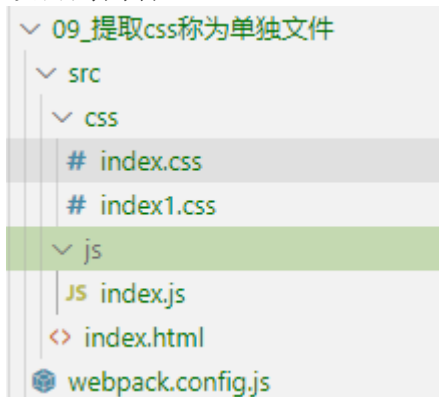 09_提取css称为单独文件
src
css
# index.css
# index1.css
js
JS index.js
<> index.html
webpack.config.js